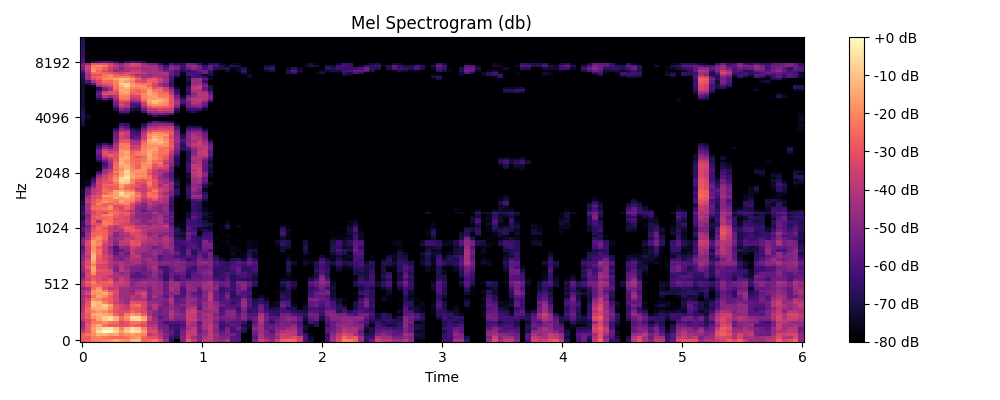 Mel Spectrogram (db)
Hz
8192
4096
2048
1024
512
0
0 1 2 3 4 5 6
Time
+0 dB
-10 dB
-20 dB
-30 dB
-40 dB
-50 dB
-60 dB
-70 dB
-80 dB